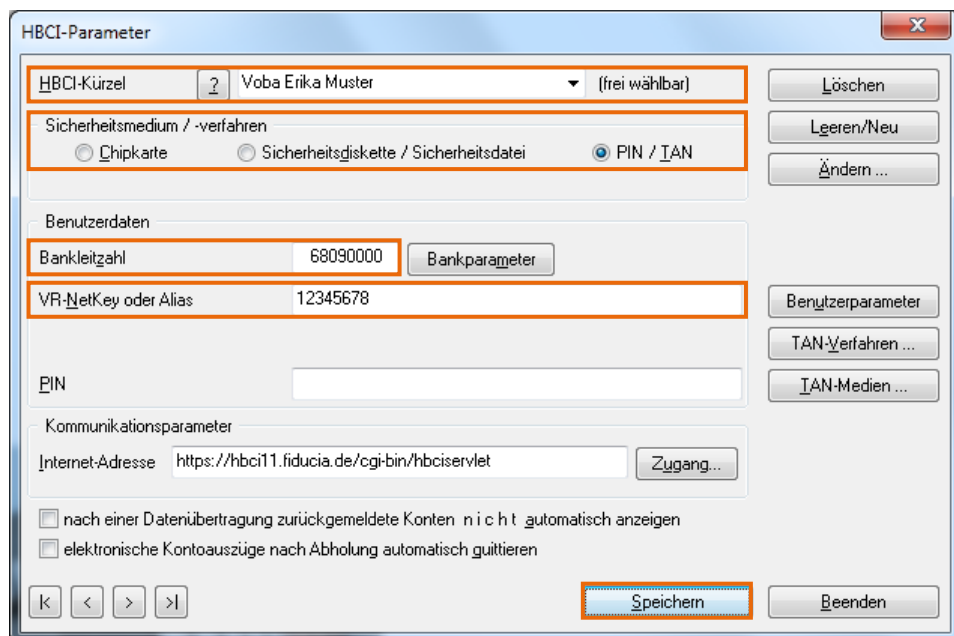 HBCI-Parameter
HBCI-Kürzel ? Voba Erika Muster (frei wählbar) Löschen
Sicherheitsmedium / -verfahren Leeren/Neu
Chipkarte Sicherheitsdiskette / Sicherheitsdatei PIN / TAN
Ändern ...
Benutzerdaten
Bankleitzahl 68090000 Bankparameter
VR-NetKey oder Alias 12345678 Benutzerparameter
TAN-Verfahren ...
PIN TAN-Medien ...
Kommunikationsparameter
Internet-Adresse https://hbci11.fiducia.de/cgi-bin/hbciservlet Zugang...
nach einer Datenübertragung zurückgemeldete Konten n i c h t automatisch anzeigen
elektronische Kontoauszüge nach Abholung automatisch quittieren
Speichern Beenden